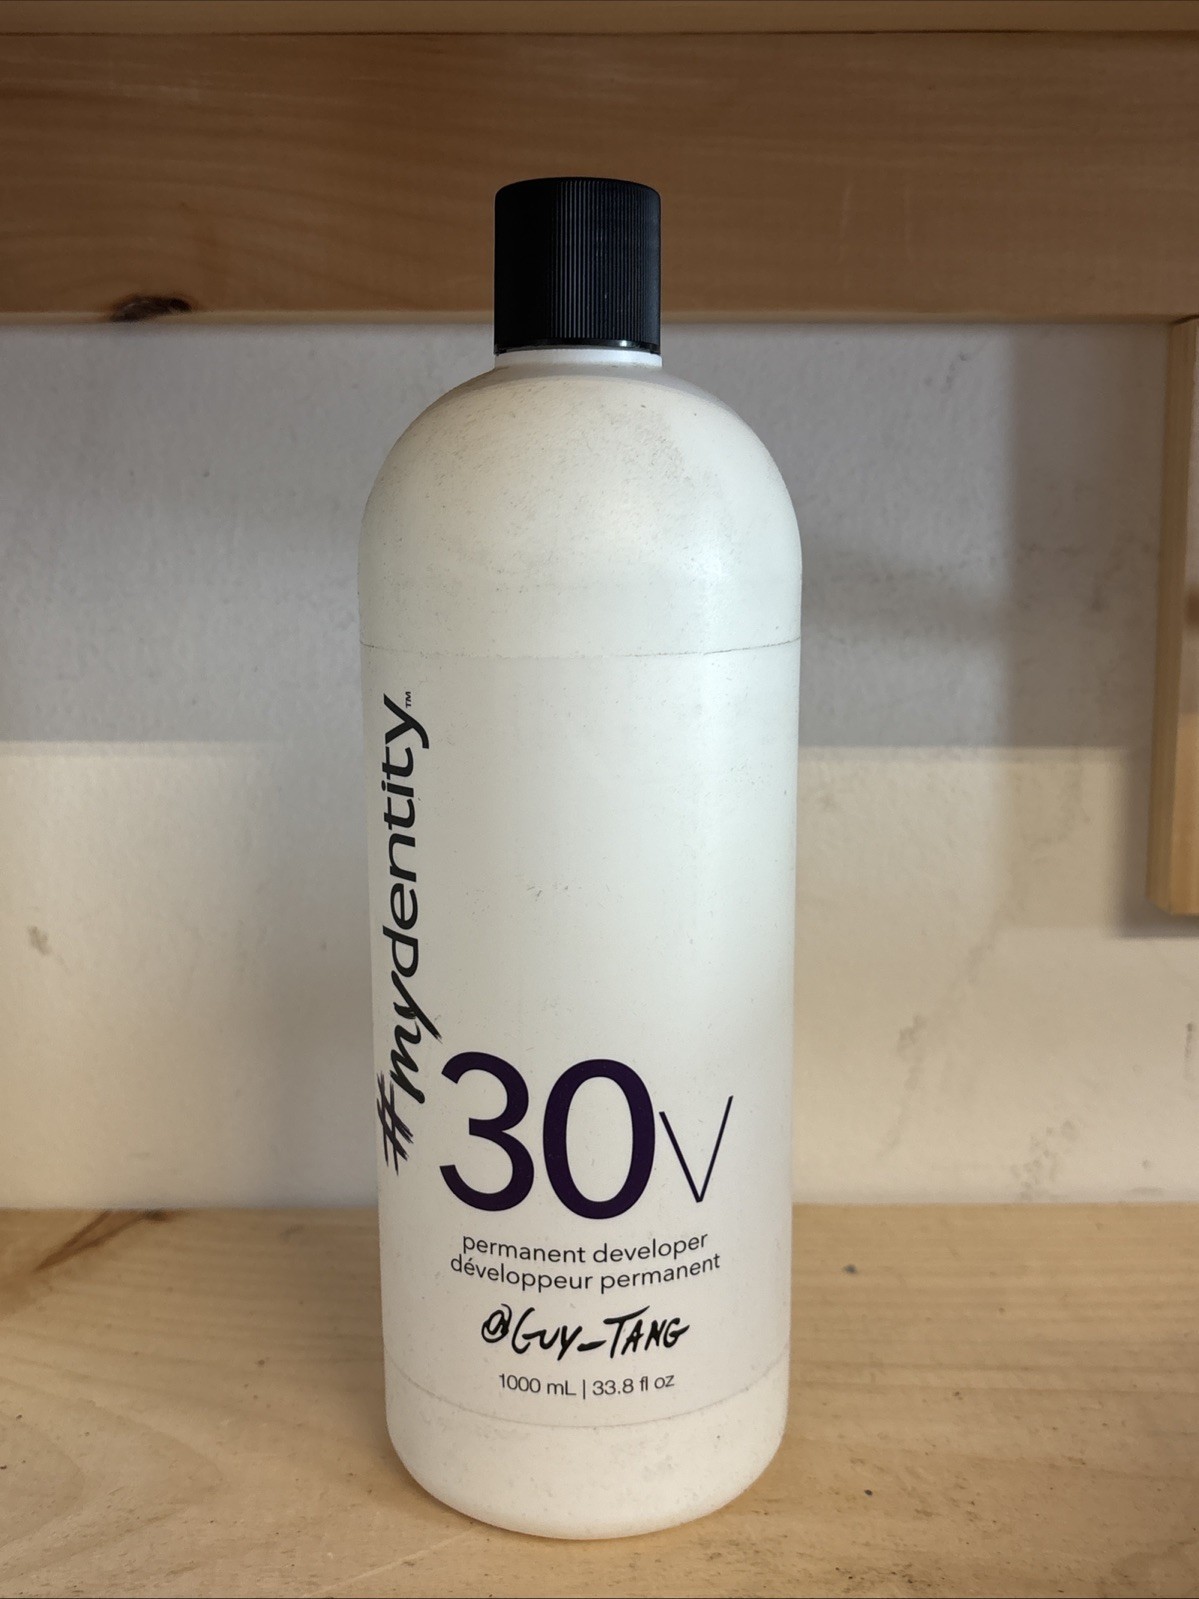 #mydentity™
30V
permanent developer
développeur permanent
@GUY_TANG
1000 mL | 33.8 fl oz